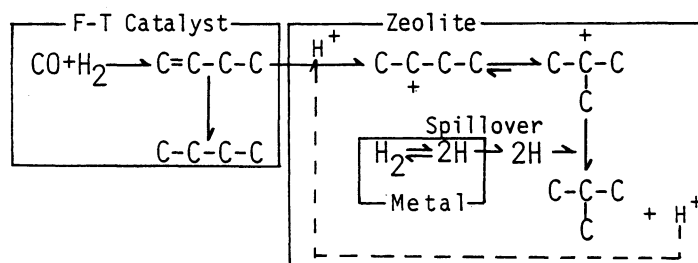 F-T Catalyst
Zeolite
CO+H₂ → C=C-C-C → H⁺ → C-C-C-C ⇌ C-C-C
+
+
C
C-C-C-C
Spillover
H₂ ⇌ 2H → 2H →
Metal
C-C-C + H⁺
C